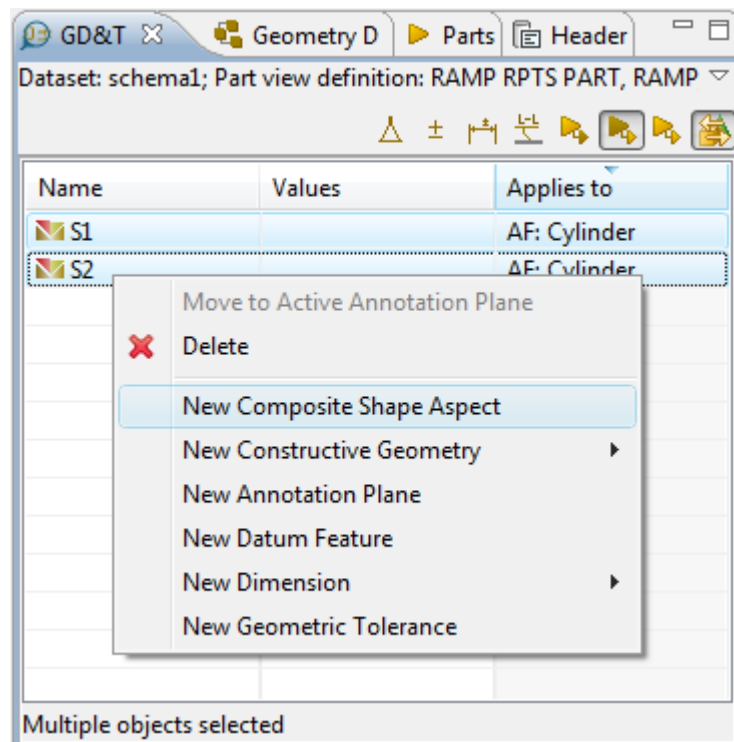 GD&T Geometry D Parts Header
Dataset: schema1; Part view definition: RAMP RPTS PART, RAMP
Name Values Applies to
S1 AF: Cylinder
S2 AF: Cylinder
Move to Active Annotation Plane
Delete
New Composite Shape Aspect
New Constructive Geometry
New Annotation Plane
New Datum Feature
New Dimension
New Geometric Tolerance
Multiple objects selected